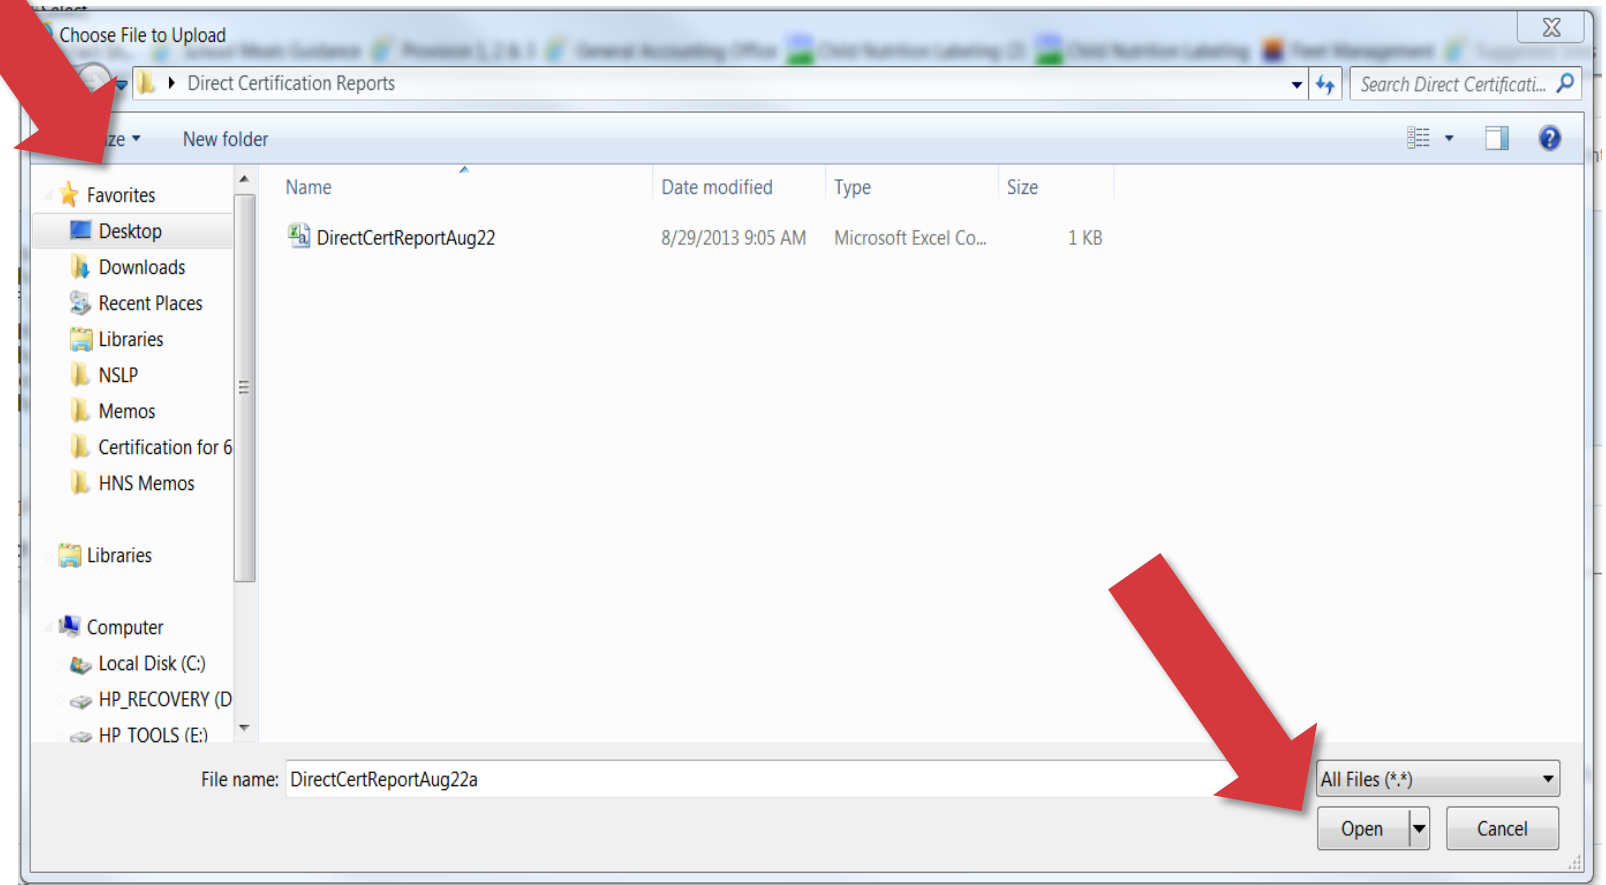 Choose File to Upload
Direct Certification Reports
Search Direct Certificati...
New folder
Favorites
Name
Date modified
Type
Size
Desktop
DirectCertReportAug22
8/29/2013 9:05 AM
Microsoft Excel Co...
1 KB
Downloads
Recent Places
Libraries
NSLP
Memos
Certification for 6
HNS Memos
Libraries
Computer
Local Disk (C:)
HP_RECOVERY (D
HP_TOOLS (E:)
File name: DirectCertReportAug22a
All Files (*.*)
Open
Cancel